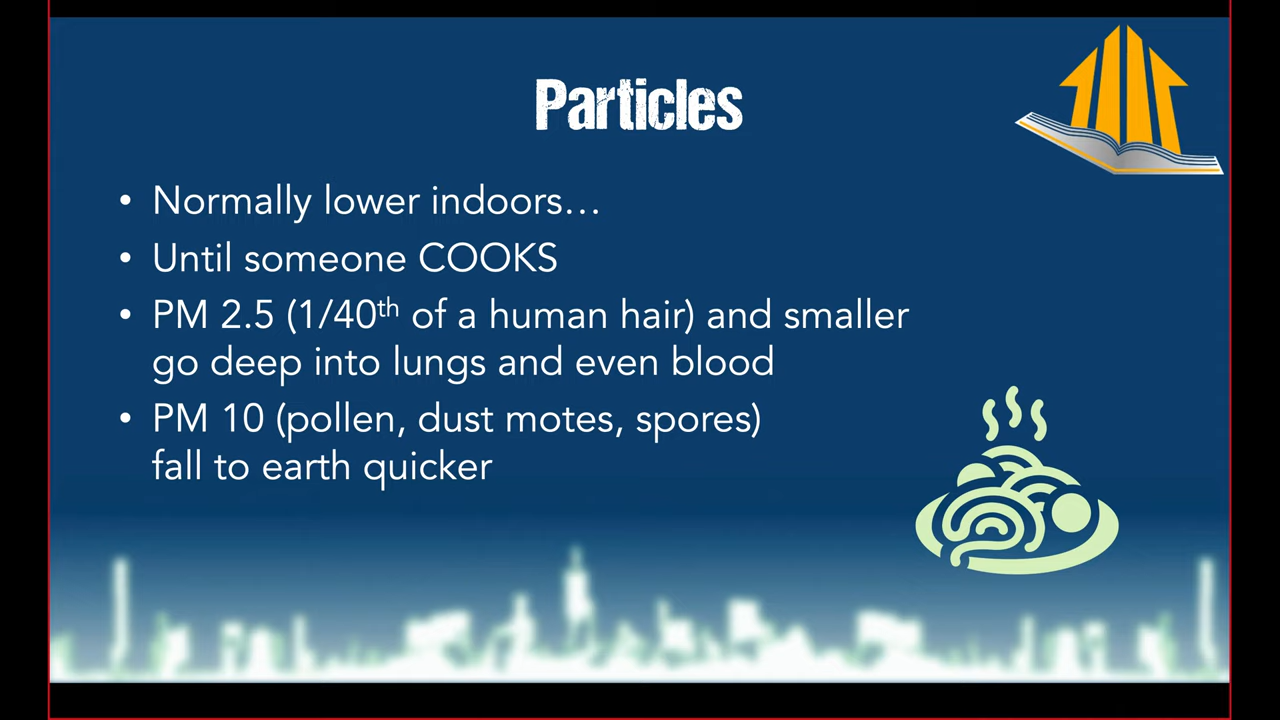 Particles
• Normally lower indoors…
• Until someone COOKS
• PM 2.5 (1/40th of a human hair) and smaller
go deep into lungs and even blood
• PM 10 (pollen, dust motes, spores)
fall to earth quicker